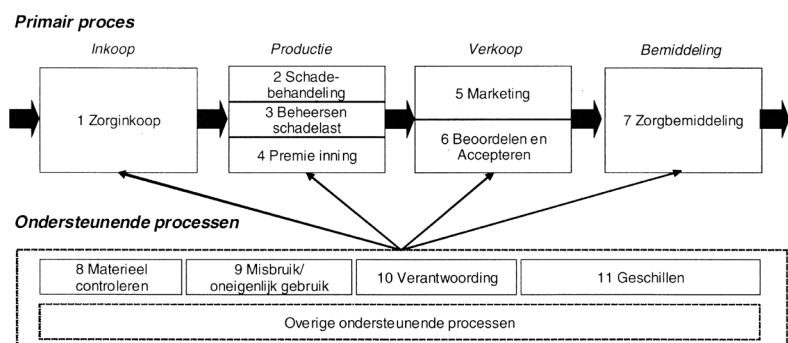 Primair proces
Inkoop
Productie
Verkoop
Bemiddeling
1 Zorginkoop
2 Schade-
behandeling
3 Beheersen
schadelast
4 Premie inning
5 Marketing
6 Beoordelen en
Accepteren
7 Zorgbemiddeling
Ondersteunende processen
8 Materieel
controleren
9 Misbruik/
oneigenlijk gebruik
10 Verantwoording
11 Geschillen
Overige ondersteunende processen